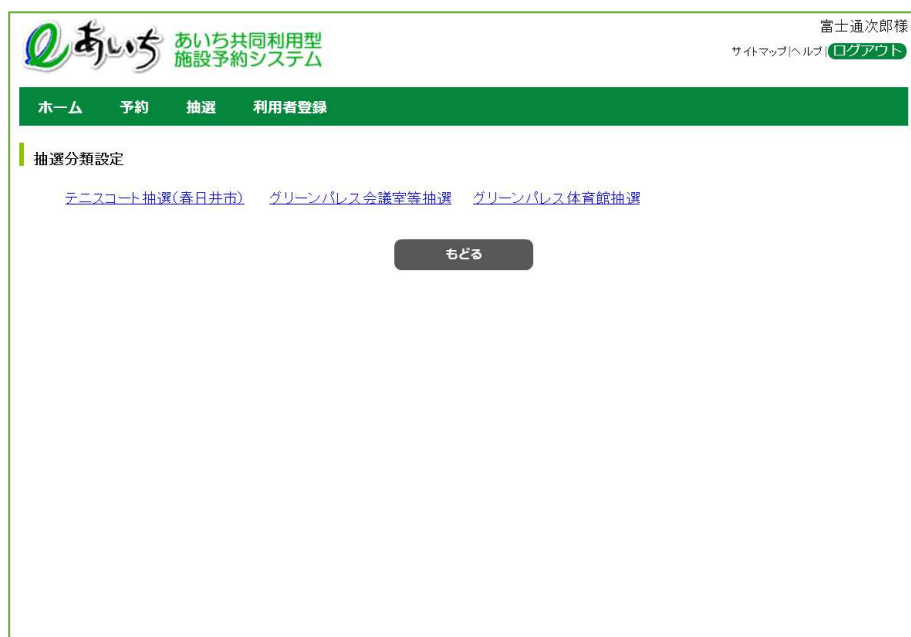 富士通次郎様
あいち
あいち共同利用型
施設予約システム
サイトマップ|ヘルプ|ログアウト
ホーム 予約 抽選 利用者登録
抽選分類設定
テニスコート抽選(春日井市) グリーンパレス会議室等抽選 グリーンパレス体育館抽選
もどる